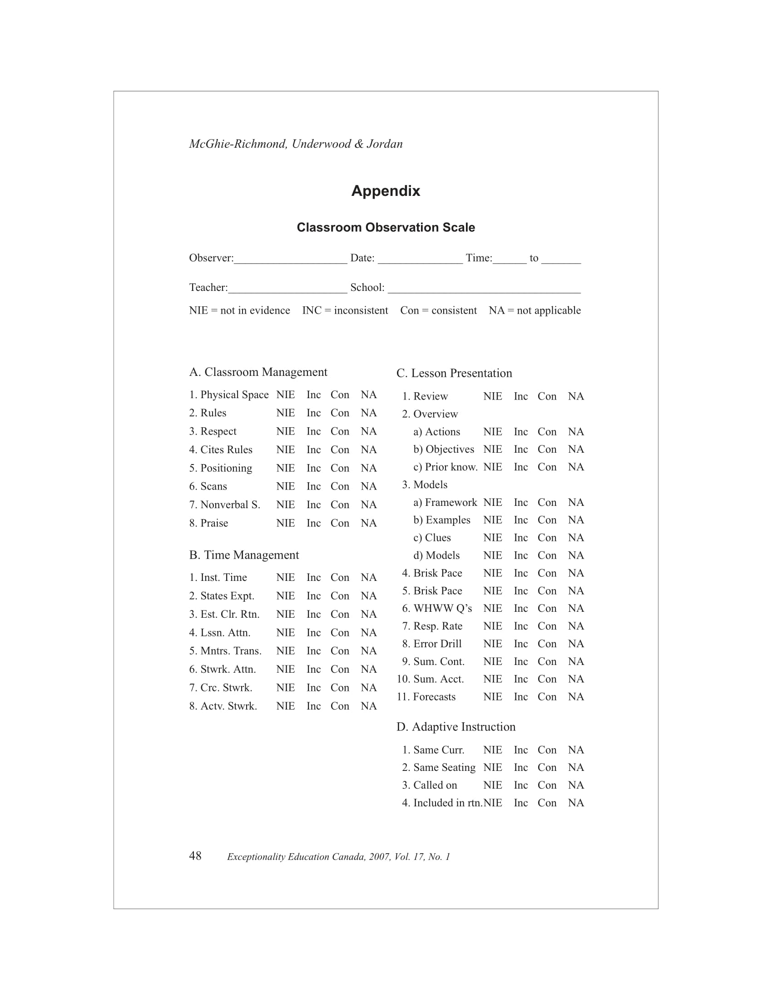 McGhie-Richmond, Underwood & Jordan
Appendix
Classroom Observation Scale
Observer:____________________ Date: _______________ Time:______ to _______
Teacher:_____________________ School: __________________________________
NIE = not in evidence INC = inconsistent Con = consistent NA = not applicable
A. Classroom Management
1. Physical Space NIE Inc Con NA
2. Rules NIE Inc Con NA
3. Respect NIE Inc Con NA
4. Cites Rules NIE Inc Con NA
5. Positioning NIE Inc Con NA
6. Scans NIE Inc Con NA
7. Nonverbal S. NIE Inc Con NA
8. Praise NIE Inc Con NA
B. Time Management
1. Inst. Time NIE Inc Con NA
2. States Expt. NIE Inc Con NA
3. Est. Clr. Rtn. NIE Inc Con NA
4. Lssn. Attn. NIE Inc Con NA
5. Mntrs. Trans. NIE Inc Con NA
6. Stwrk. Attn. NIE Inc Con NA
7. Crc. Stwrk. NIE Inc Con NA
8. Actv. Stwrk. NIE Inc Con NA
C. Lesson Presentation
1. Review NIE Inc Con NA
2. Overview
a) Actions NIE Inc Con NA
b) Objectives NIE Inc Con NA
c) Prior know. NIE Inc Con NA
3. Models
a) Framework NIE Inc Con NA
b) Examples NIE Inc Con NA
c) Clues NIE Inc Con NA
d) Models NIE Inc Con NA
4. Brisk Pace NIE Inc Con NA
5. Brisk Pace NIE Inc Con NA
6. WHWW Q’s NIE Inc Con NA
7. Resp. Rate NIE Inc Con NA
8. Error Drill NIE Inc Con NA
9. Sum. Cont. NIE Inc Con NA
10. Sum. Acct. NIE Inc Con NA
11. Forecasts NIE Inc Con NA
D. Adaptive Instruction
1. Same Curr. NIE Inc Con NA
2. Same Seating NIE Inc Con NA
3. Called on NIE Inc Con NA
4. Included in rtn.NIE Inc Con NA
48 Exceptionality Education Canada, 2007, Vol. 17, No. 1